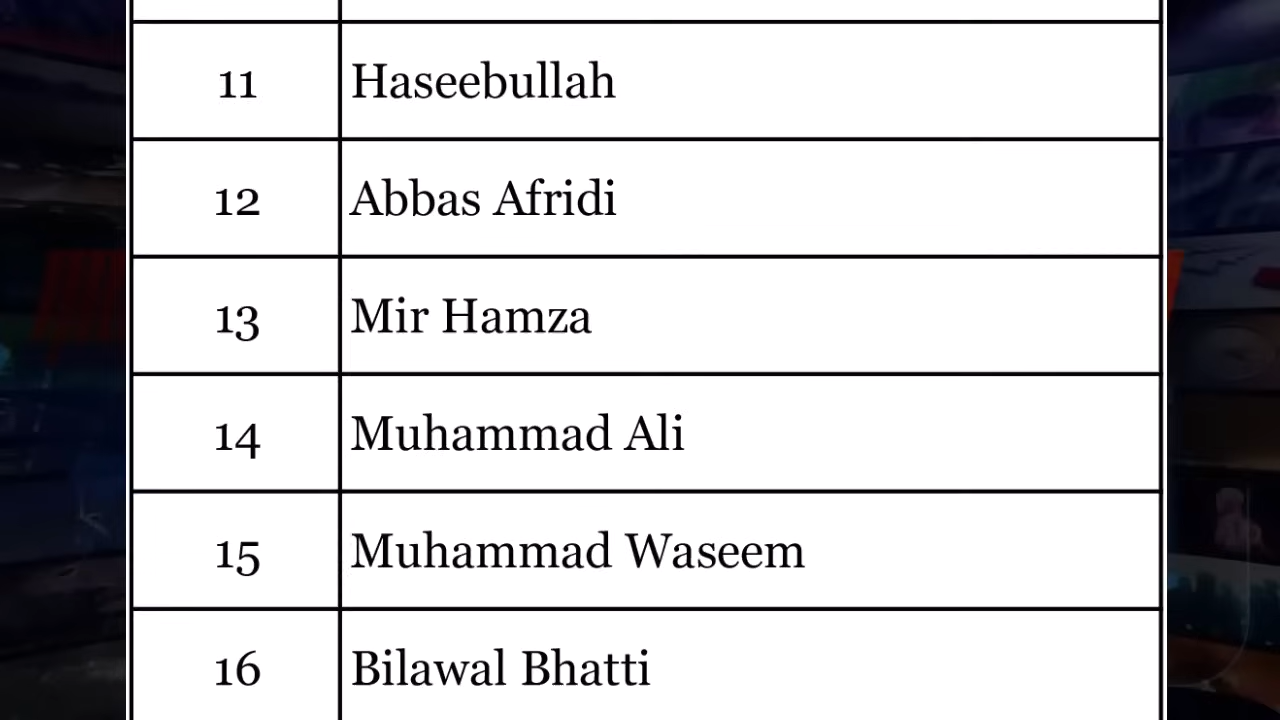 11 Haseebullah
12 Abbas Afridi
13 Mir Hamza
14 Muhammad Ali
15 Muhammad Waseem
16 Bilawal Bhatti